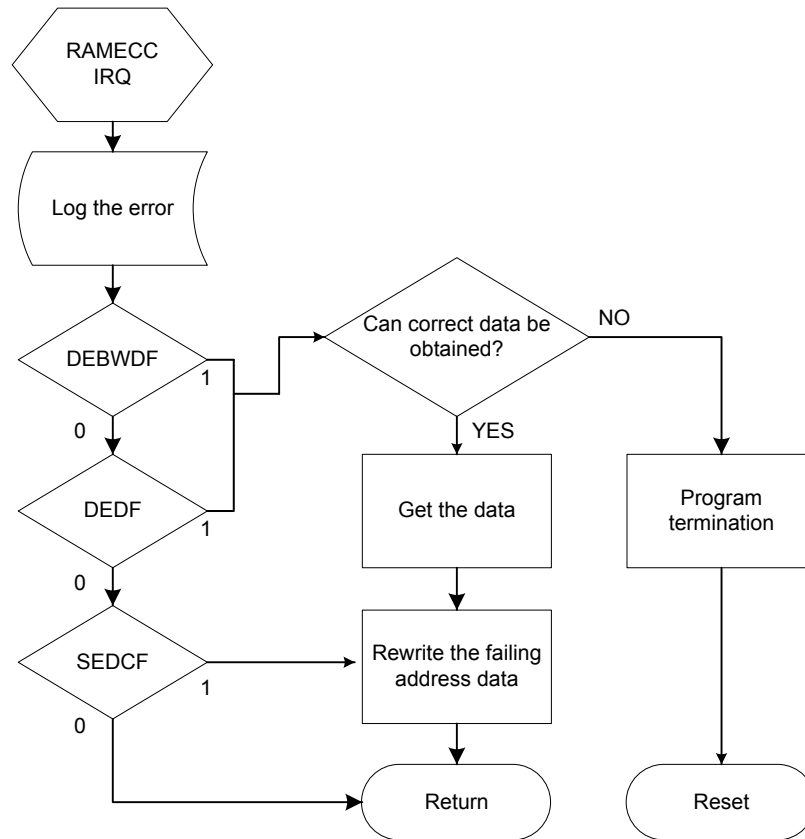 RAMECC
IRQ
Log the error
DEBWDF
1
0
DEDF
1
0
SEDCF
1
0
Can correct data be
obtained?
NO
YES
Get the data
Program
termination
Rewrite the failing
address data
Return
Reset